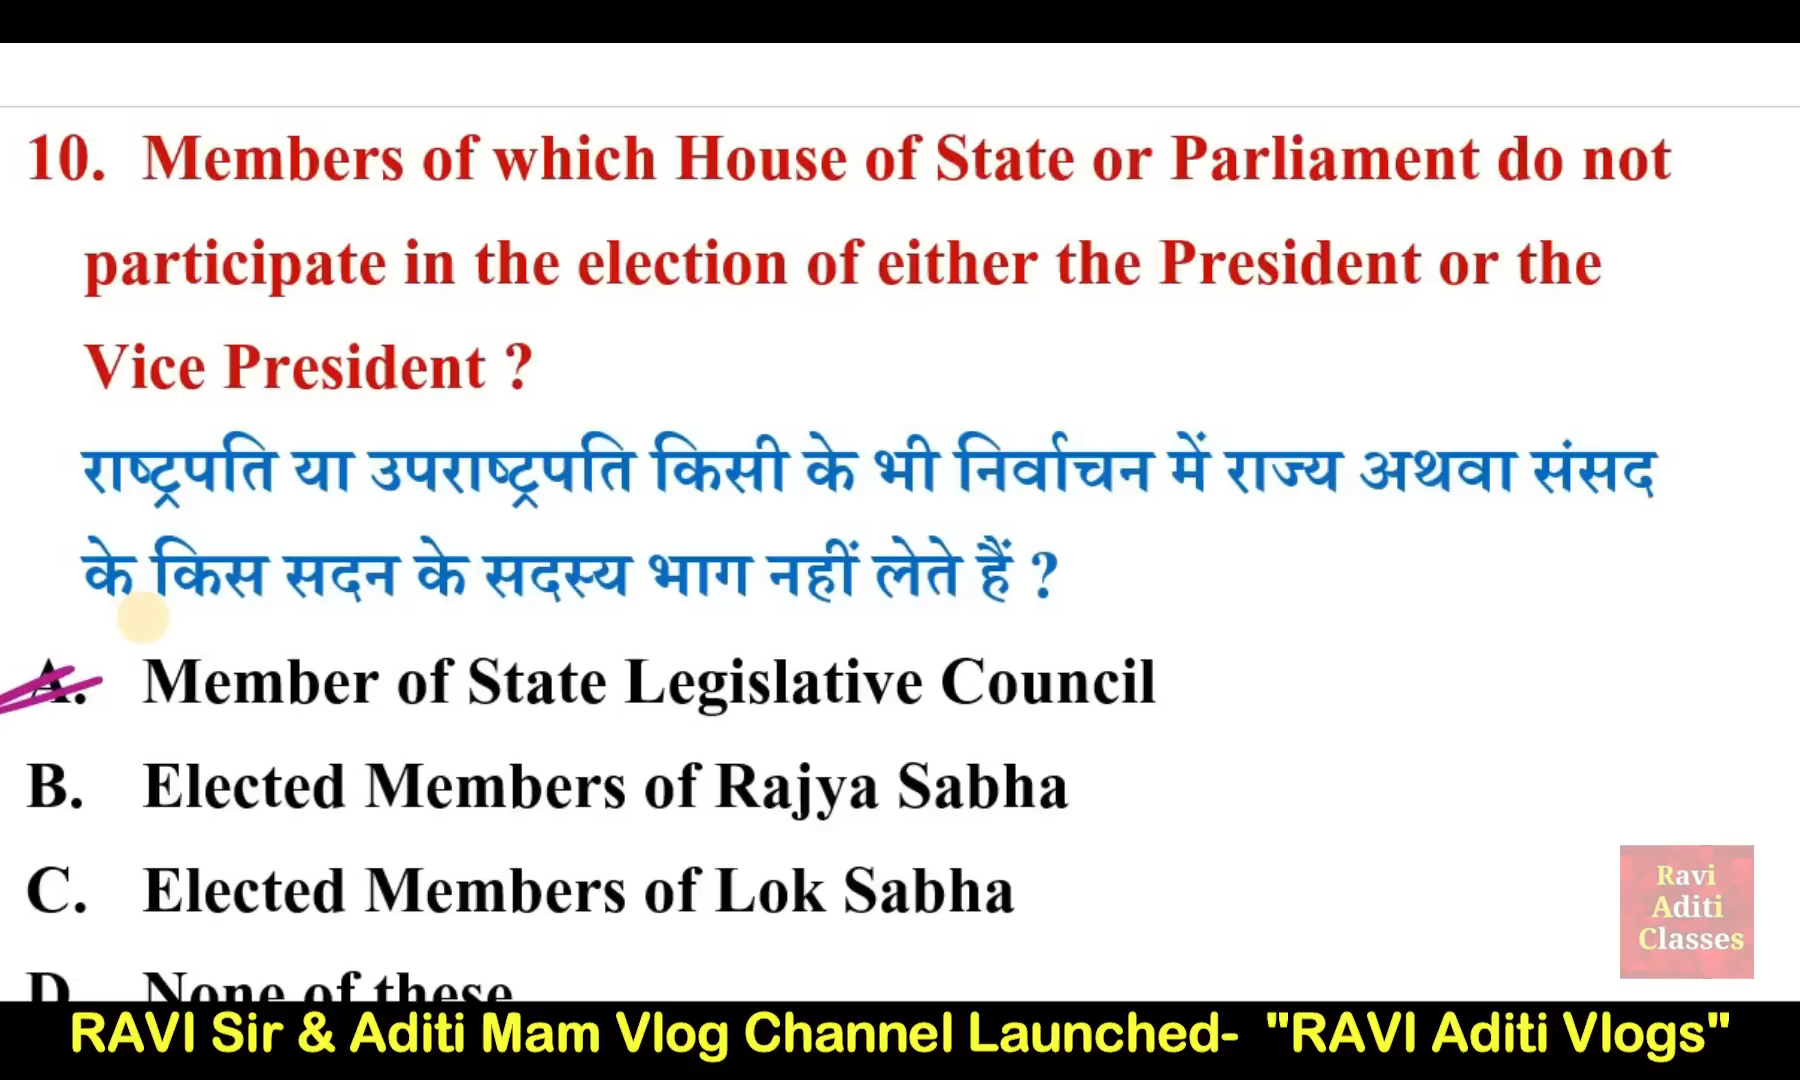 10. Members of which House of State or Parliament do not
participate in the election of either the President or the
Vice President ?
राष्ट्रपति या उपराष्ट्रपति किसी के भी निर्वाचन में राज्य अथवा संसद
के किस सदन के सदस्य भाग नहीं लेते हैं ?
A. Member of State Legislative Council
B. Elected Members of Rajya Sabha
C. Elected Members of Lok Sabha
D. None of these
Ravi
Aditi
Classes
RAVI Sir & Aditi Mam Vlog Channel Launched- "RAVI Aditi Vlogs"